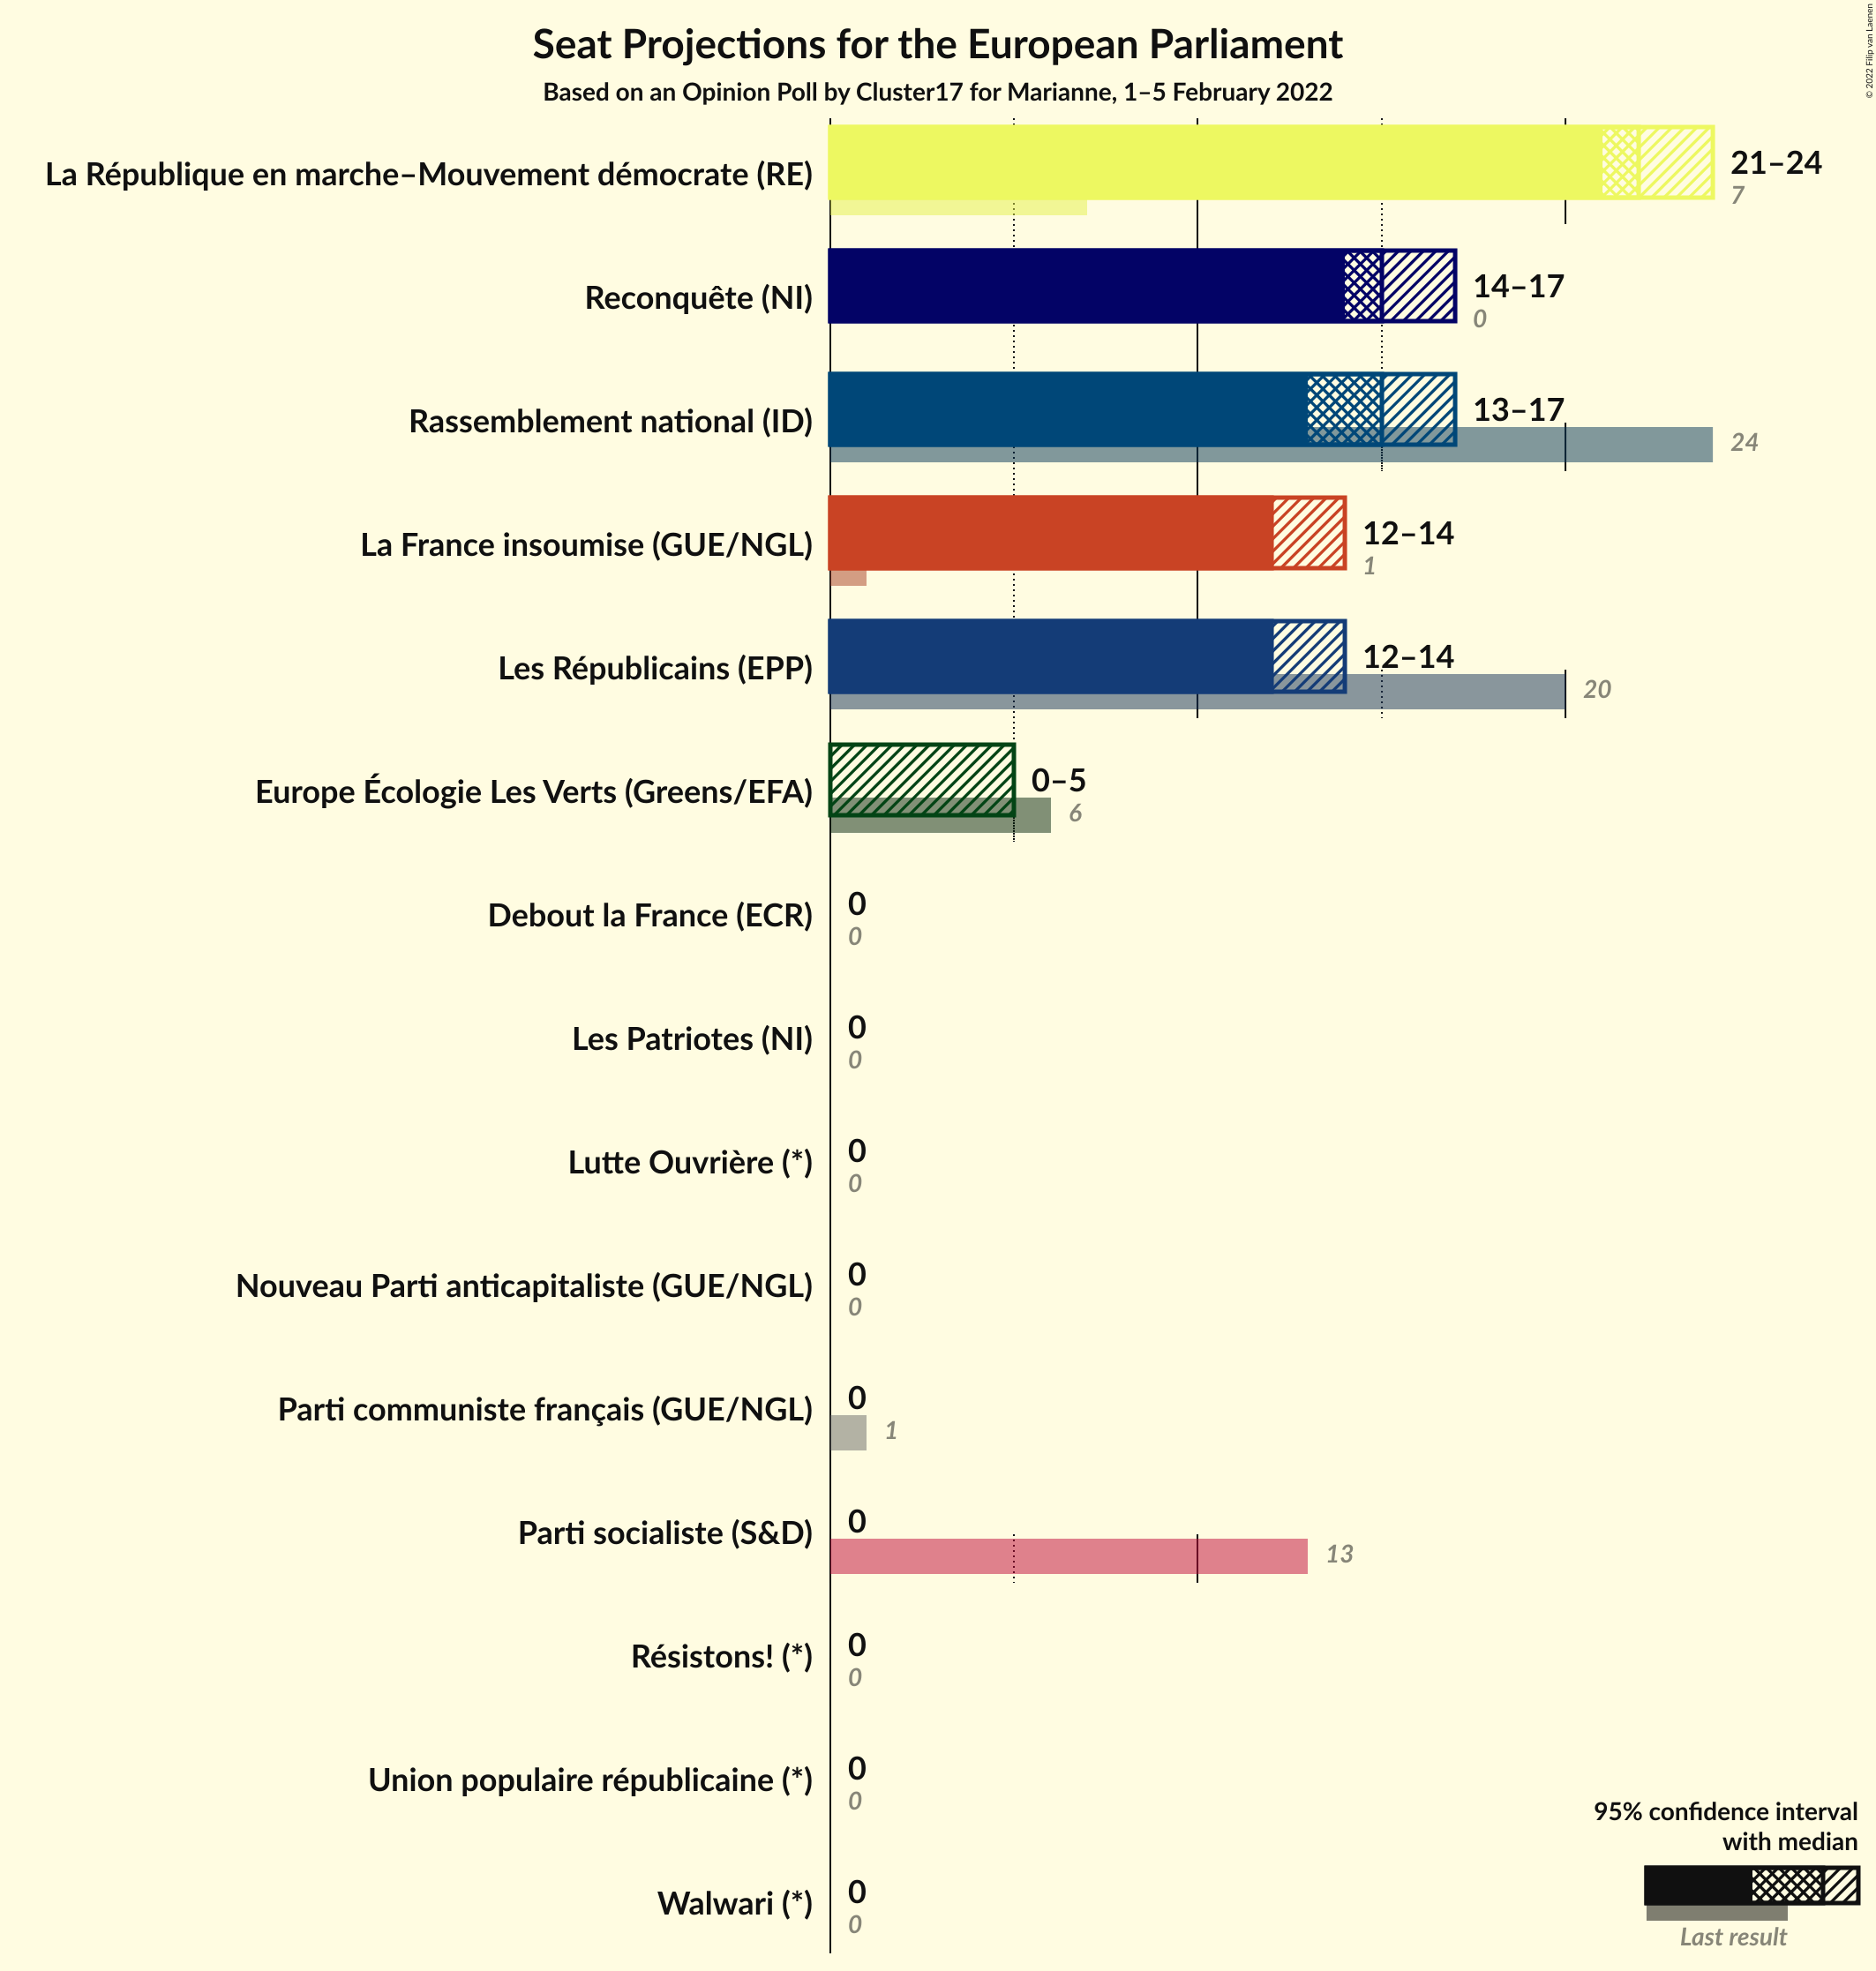 Seat Projections for the European Parliament
Based on an Opinion Poll by Cluster17 for Marianne, 1–5 February 2022
© 2022 Filip van Laenen
La République en marche–Mouvement démocrate (RE)
21–24
7
Reconquête (NI)
14–17
0
Rassemblement national (ID)
13–17
24
La France insoumise (GUE/NGL)
12–14
1
Les Républicains (EPP)
12–14
20
Europe Écologie Les Verts (Greens/EFA)
0–5
6
Debout la France (ECR)
0
0
Les Patriotes (NI)
0
0
Lutte Ouvrière (*)
0
0
Nouveau Parti anticapitaliste (GUE/NGL)
0
0
Parti communiste français (GUE/NGL)
0
1
Parti socialiste (S&D)
0
13
Résistons! (*)
0
0
Union populaire républicaine (*)
0
0
Walwari (*)
0
0
95% confidence interval
with median
Last result